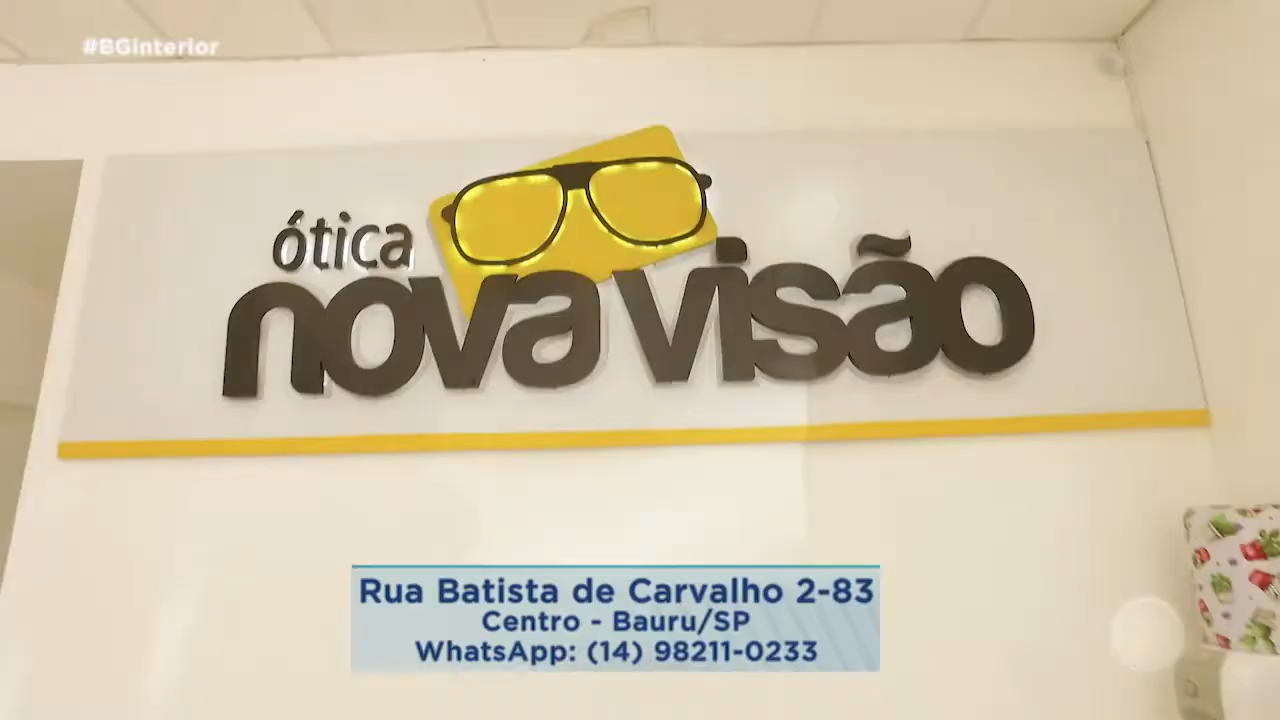 #BGInterior
ótica
nova visão
Rua Batista de Carvalho 2-83
Centro - Bauru/SP
WhatsApp: (14) 98211-0233